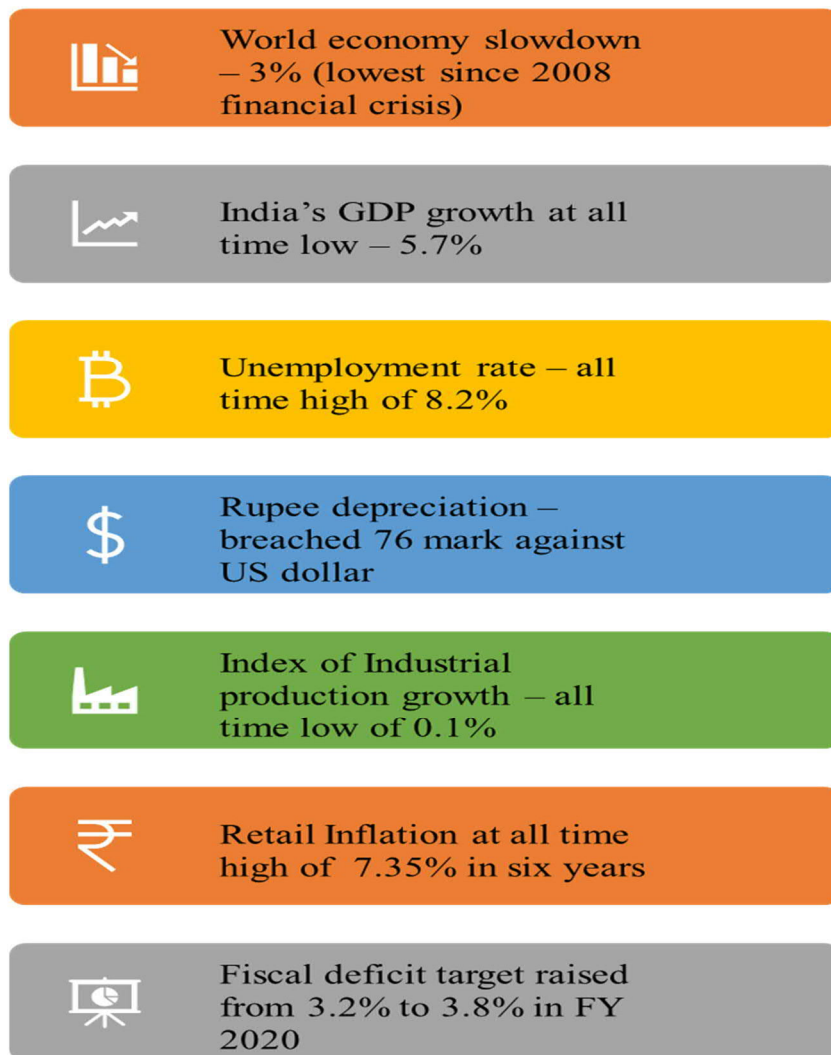 World economy slowdown
– 3% (lowest since 2008
financial crisis)
India’s GDP growth at all
time low – 5.7%
Unemployment rate – all
time high of 8.2%
Rupee depreciation –
breached 76 mark against
US dollar
Index of Industrial
production growth – all
time low of 0.1%
Retail Inflation at all time
high of  7.35% in six years
Fiscal deficit target raised
from 3.2% to 3.8% in FY
2020